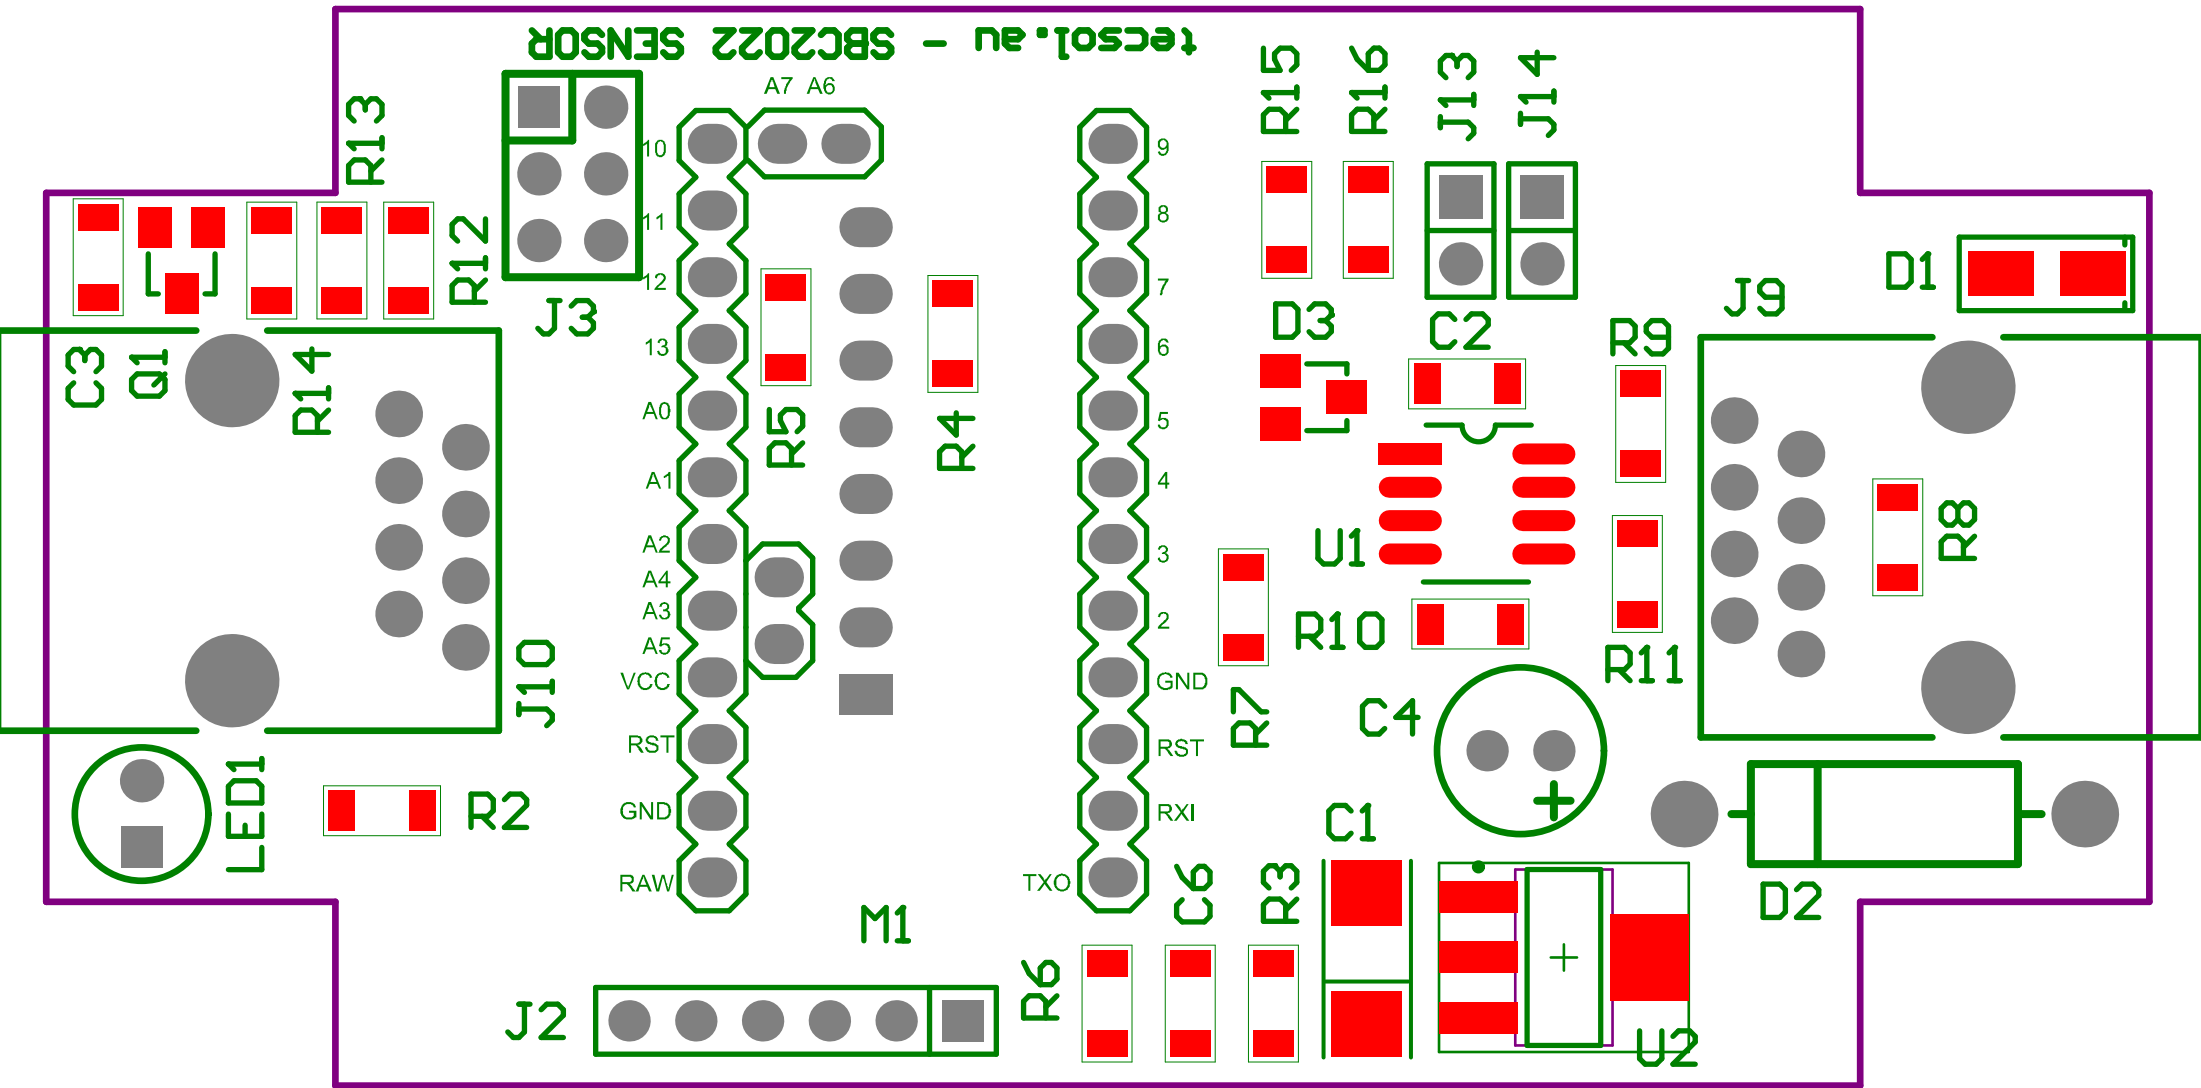 tecsol.au - SBC2022 SENSOR
A7 A6
R15
R16
J13
J14
R13
R12
J3
10
11
12
13
A0
A1
A2
A4
A3
A5
VCC
RST
GND
RAW
9
8
7
6
5
4
3
2
GND
RST
RXI
TXO
C3
Q1
R14
R5
R4
D3
C2
R9
J9
D1
U1
R8
R10
R11
J10
R7
C4
LED1
R2
C1
D2
M1
C6
R3
J2
R6
U2
+